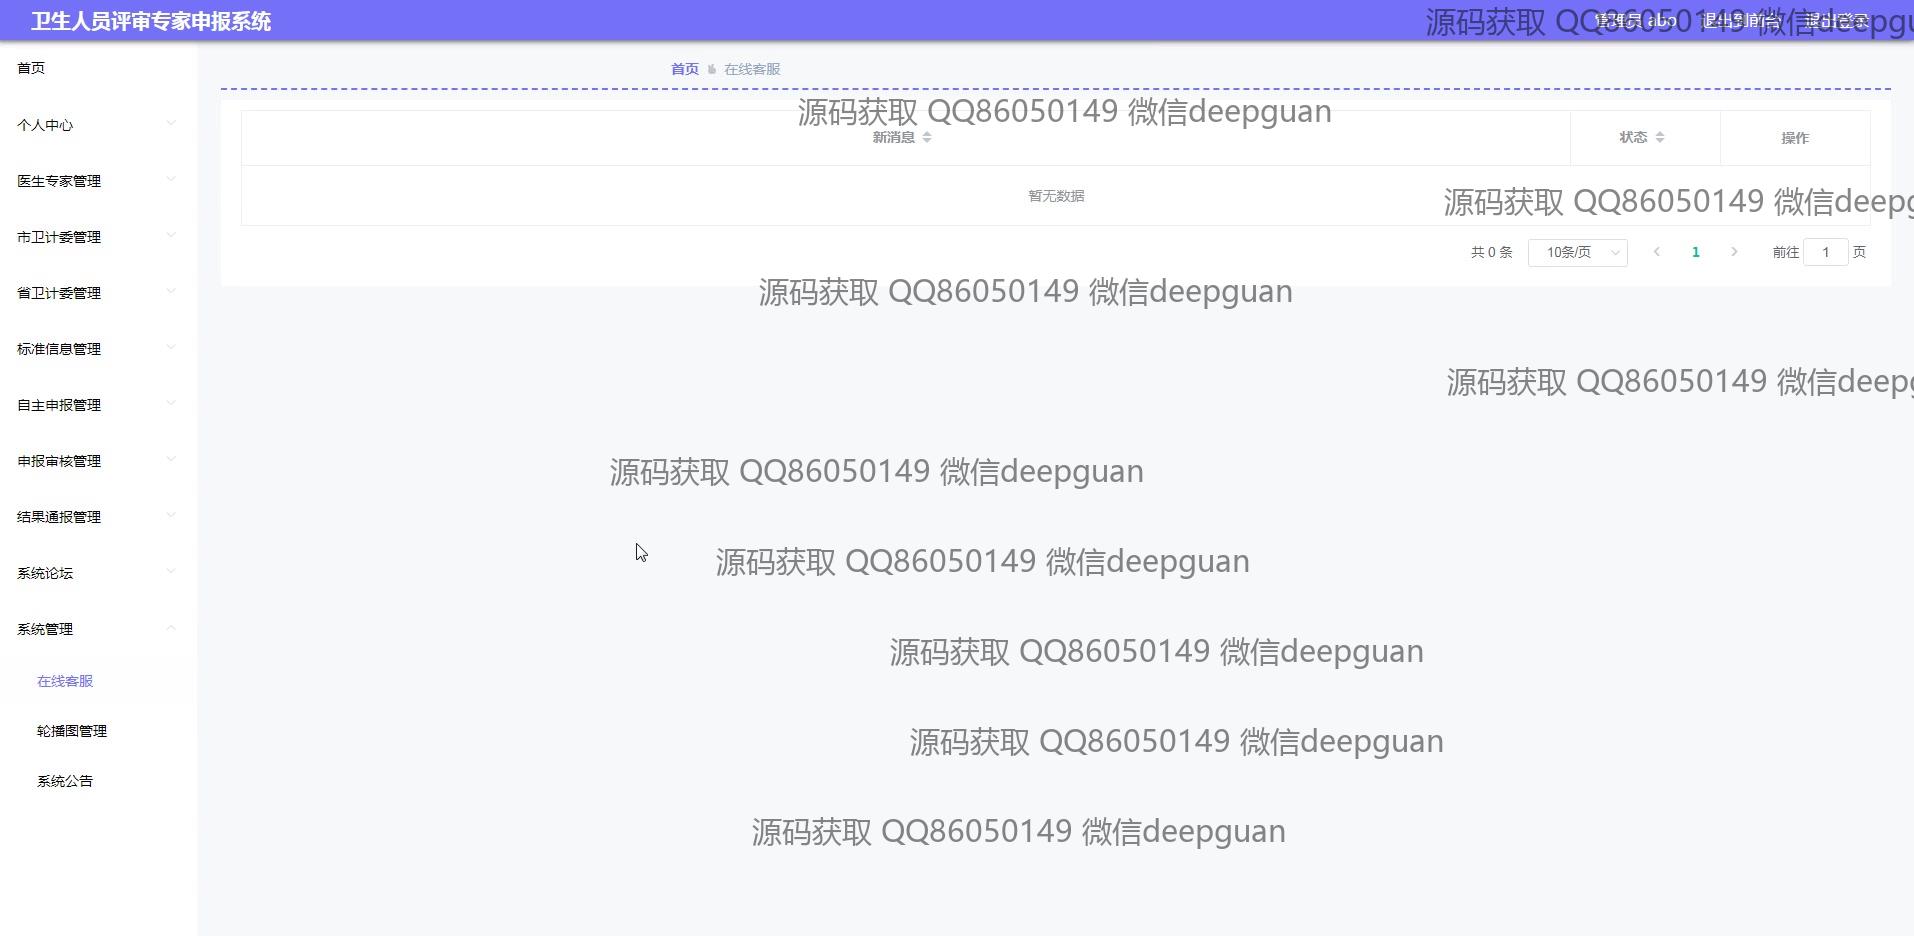 卫生人员评审专家申报系统
管理员 abo 退出到前台 退出登录
源码获取 QQ86050149 微信deepgu
首页
首页 在线客服
源码获取 QQ86050149 微信deepguan
个人中心
新消息 状态 操作
医生专家管理
暂无数据
源码获取 QQ86050149 微信deepg
市卫计委管理
共 0 条 10条/页 1 前往 1 页
省卫计委管理
源码获取 QQ86050149 微信deepguan
标准信息管理
源码获取 QQ86050149 微信deepg
自主申报管理
申报审核管理
源码获取 QQ86050149 微信deepguan
结果通报管理
源码获取 QQ86050149 微信deepguan
系统论坛
系统管理
源码获取 QQ86050149 微信deepguan
在线客服
轮播图管理
源码获取 QQ86050149 微信deepguan
系统公告
源码获取 QQ86050149 微信deepguan